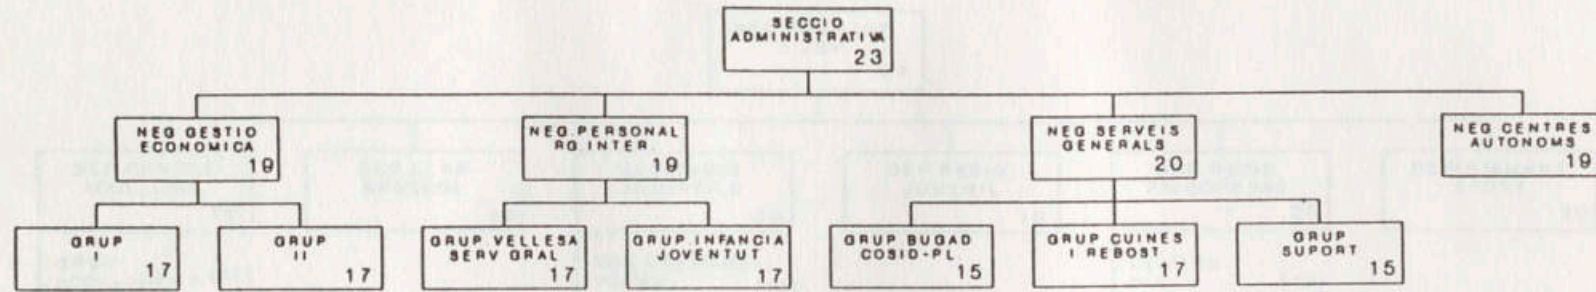 SECCIO
ADMINISTRATIVA
23
NEG GESTIO
ECONOMICA
19
NEG.PERSONAL
RG.INTER.
19
NEG SERVEIS
GENERALS
20
NEG CENTRES
AUTONOMS
19
GRUP
I
17
GRUP
II
17
GRUP VELLESA
SERV GRAL
17
GRUP.INFANCIA
JOVENTUT
17
GRUP BUGAD
COSID-PL
15
GRUP CUINES
I REBOST
17
GRUP
SUPORT
15